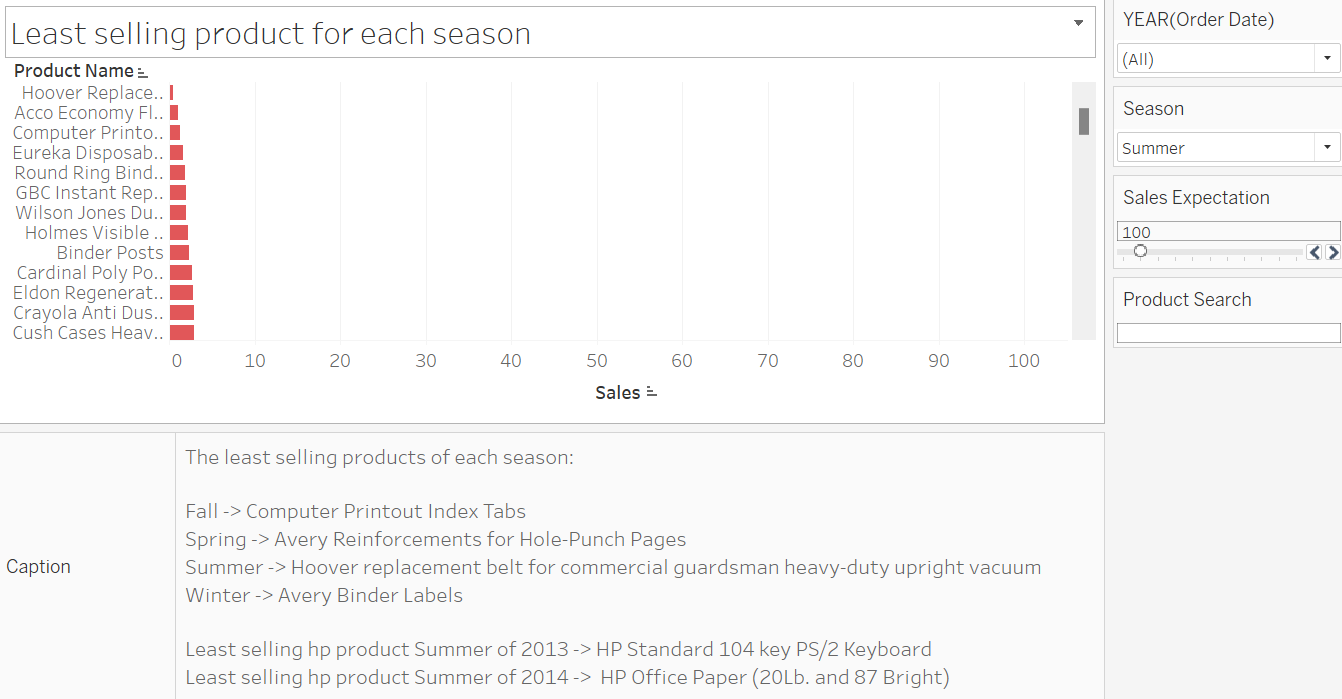 Least selling product for each season
Product Name
Hoover Replace..
Acco Economy Fl..
Computer Printo..
Eureka Disposab..
Round Ring Bind..
GBC Instant Rep..
Wilson Jones Du..
Holmes Visible ..
Binder Posts
Cardinal Poly Po..
Eldon Regenerat..
Crayola Anti Dus..
Cush Cases Heav..
0 10 20 30 40 50 60 70 80 90 100
Sales
YEAR(Order Date)
(All)
Season
Summer
Sales Expectation
100
Product Search
Caption
The least selling products of each season:
Fall -> Computer Printout Index Tabs
Spring -> Avery Reinforcements for Hole-Punch Pages
Summer -> Hoover replacement belt for commercial guardsman heavy-duty upright vacuum
Winter -> Avery Binder Labels
Least selling hp product Summer of 2013 -> HP Standard 104 key PS/2 Keyboard
Least selling hp product Summer of 2014 -> HP Office Paper (20Lb. and 87 Bright)